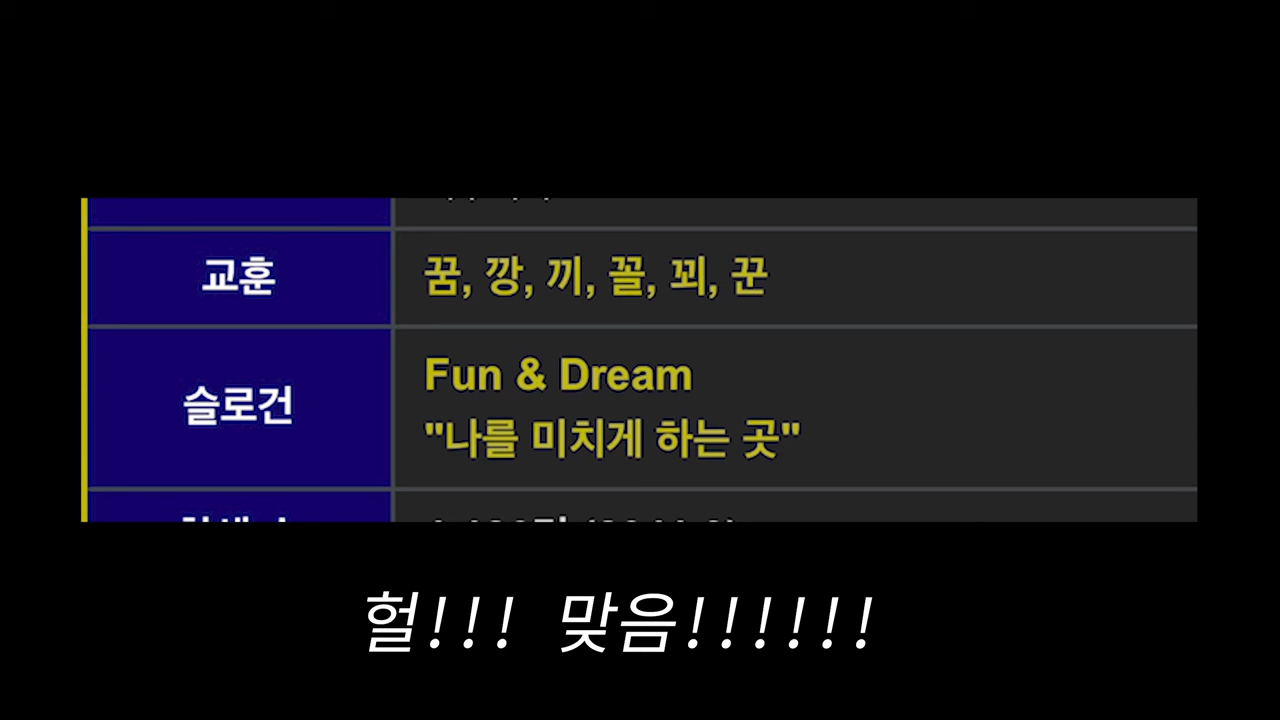 교훈
꿈, 깡, 끼, 꼴, 꾀, 꾼
슬로건
Fun & Dream
"나를 미치게 하는 곳"
헐!!! 맞음!!!!!!